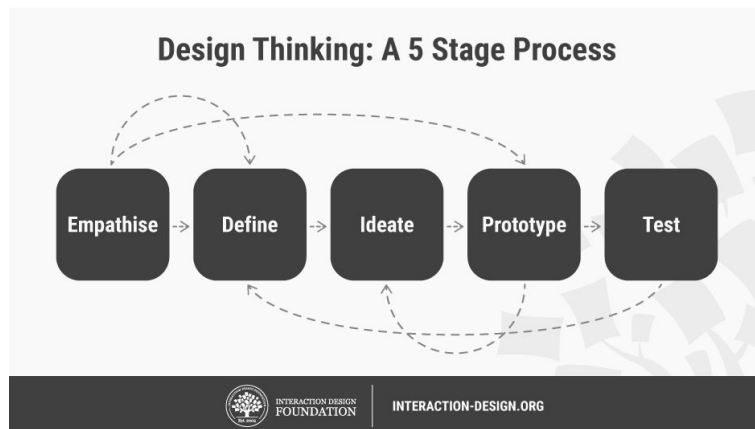 Design Thinking: A 5 Stage Process
Empathise
Define
Ideate
Prototype
Test
INTERACTION DESIGN
FOUNDATION
INTERACTION-DESIGN.ORG